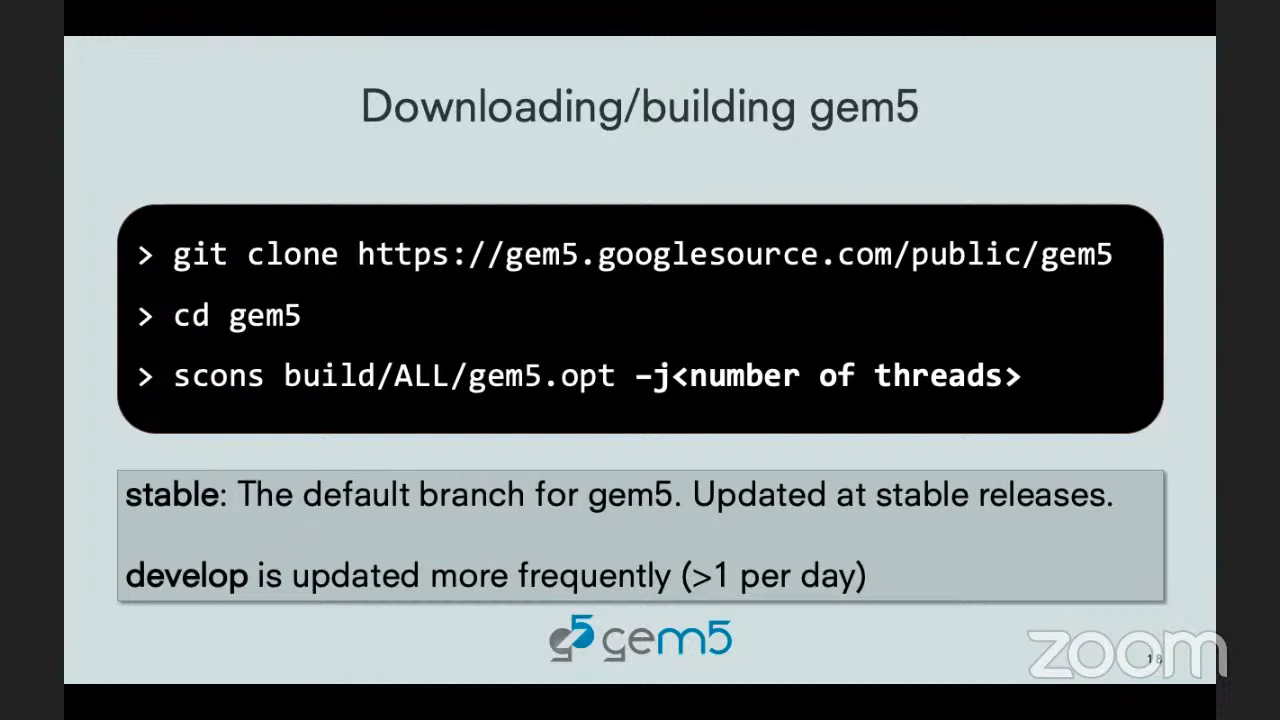 Downloading/building gem5
> git clone https://gem5.googlesource.com/public/gem5
> cd gem5
> scons build/ALL/gem5.opt –j<number of threads>
stable: The default branch for gem5. Updated at stable releases.
develop is updated more frequently (>1 per day)
g5 gem5
zoom
18